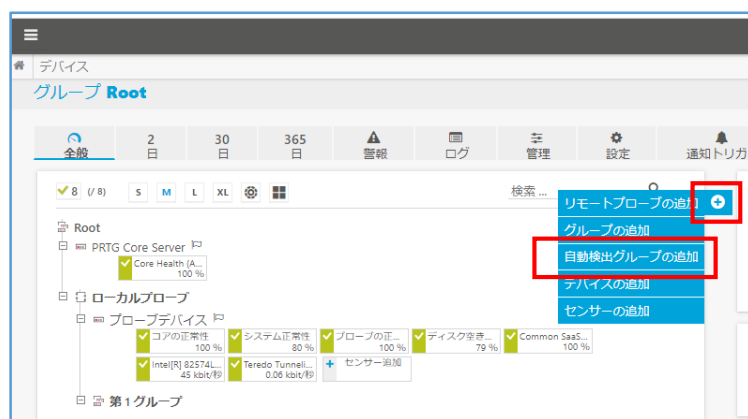 デバイス
グループ Root
全般
2
日
30
日
365
日
警報
ログ
管理
設定
通知トリガ
8 (/ 8) S M L XL
検索 ...
リモートプローブの追加
グループの追加
自動検出グループの追加
デバイスの追加
センサーの追加
Root
PRTG Core Server
Core Health (A...
100 %
ローカルプローブ
プローブデバイス
コアの正常性
100 %
システム正常性
80 %
プローブの正...
100 %
ディスク空き...
79 %
Common SaaS...
100 %
Intel[R] 82574L...
45 kbit/秒
Teredo Tunneli...
0.06 kbit/秒
センサー追加
第 1 グループ